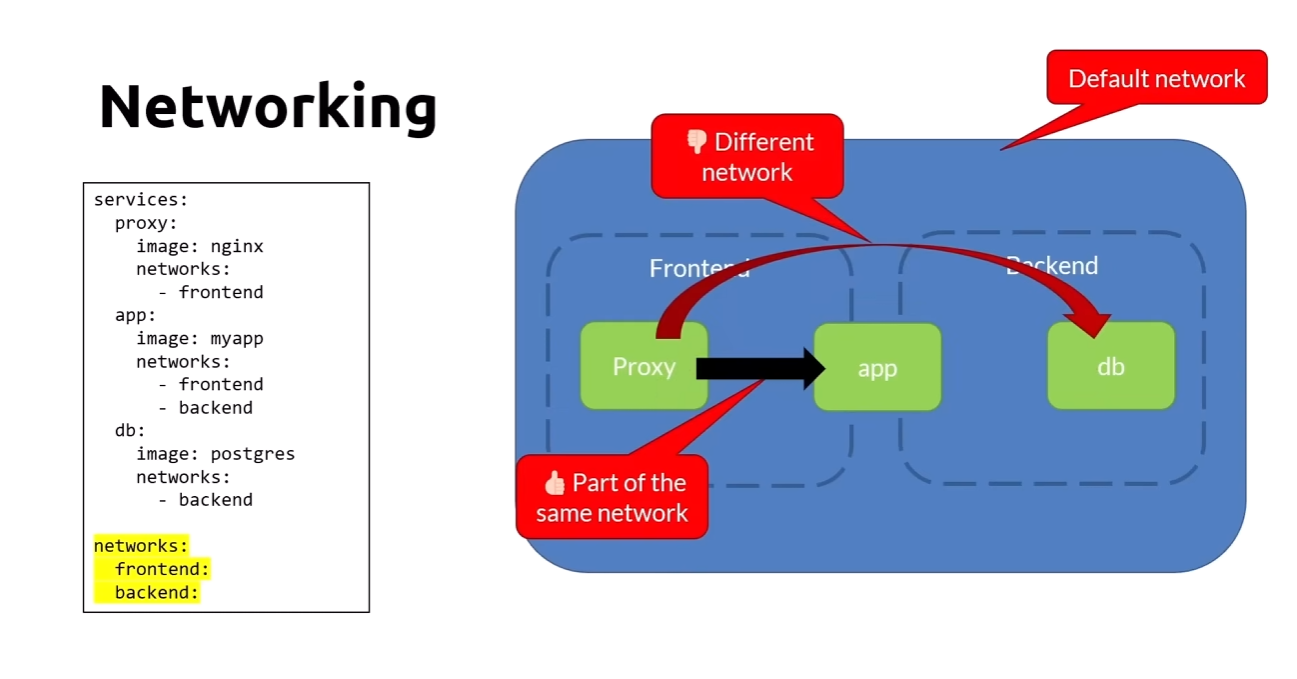 Networking
services:
  proxy:
    image: nginx
    networks:
      - frontend
  app:
    image: myapp
    networks:
      - frontend
      - backend
  db:
    image: postgres
    networks:
      - backend
networks:
  frontend:
  backend:
Default network
👎 Different
network
Frontend
Backend
Proxy
app
db
👍 Part of the
same network